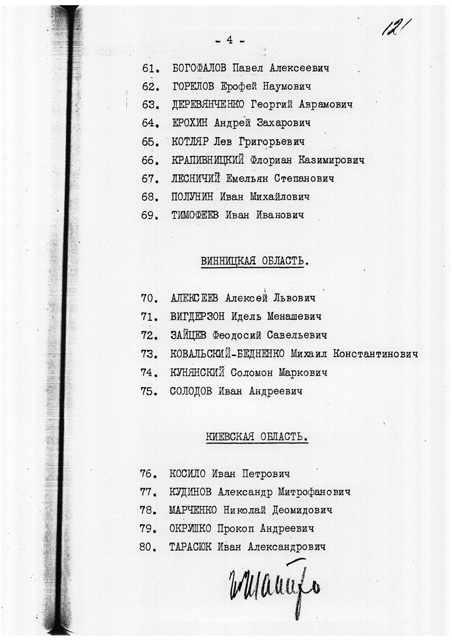 121
- 4 -
61. БОГОФАЛОВ Павел Алексеевич
62. ГОРЕЛОВ Ерофей Наумович
63. ДЕРЕВЯНЧЕНКО Георгий Аврамович
64. ЕРОХИН Андрей Захарович
65. КОТЛЯР Лев Григорьевич
66. КРАПИВНИЦКИЙ Флориан Казимирович
67. ЛЕСНИЧИЙ Емельян Степанович
68. ПОЛУНИН Иван Михайлович
69. ТИМОФЕЕВ Иван Иванович
ВИННИЦКАЯ ОБЛАСТЬ.
70. АЛЕКСЕЕВ Алексей Львович
71. ВИГДЕРЗОН Идель Менашевич
72. ЗАЙЦЕВ Феодосий Савельевич
73. КОВАЛЬСКИЙ-БЕДНЕНКО Михаил Константинович
74. КУНЯНСКИЙ Соломон Маркович
75. СОЛОДОВ Иван Андреевич
КИЕВСКАЯ ОБЛАСТЬ.
76. КОСИЛО Иван Петрович
77. КУДИНОВ Александр Митрофанович
78. МАРЧЕНКО Николай Деомидович
79. ОКРУШКО Прокоп Андреевич
80. ТАРАСЮК Иван Александрович